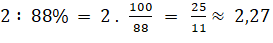 2 : 88% = 2 . 100/88 = 25/11 ≈ 2,27